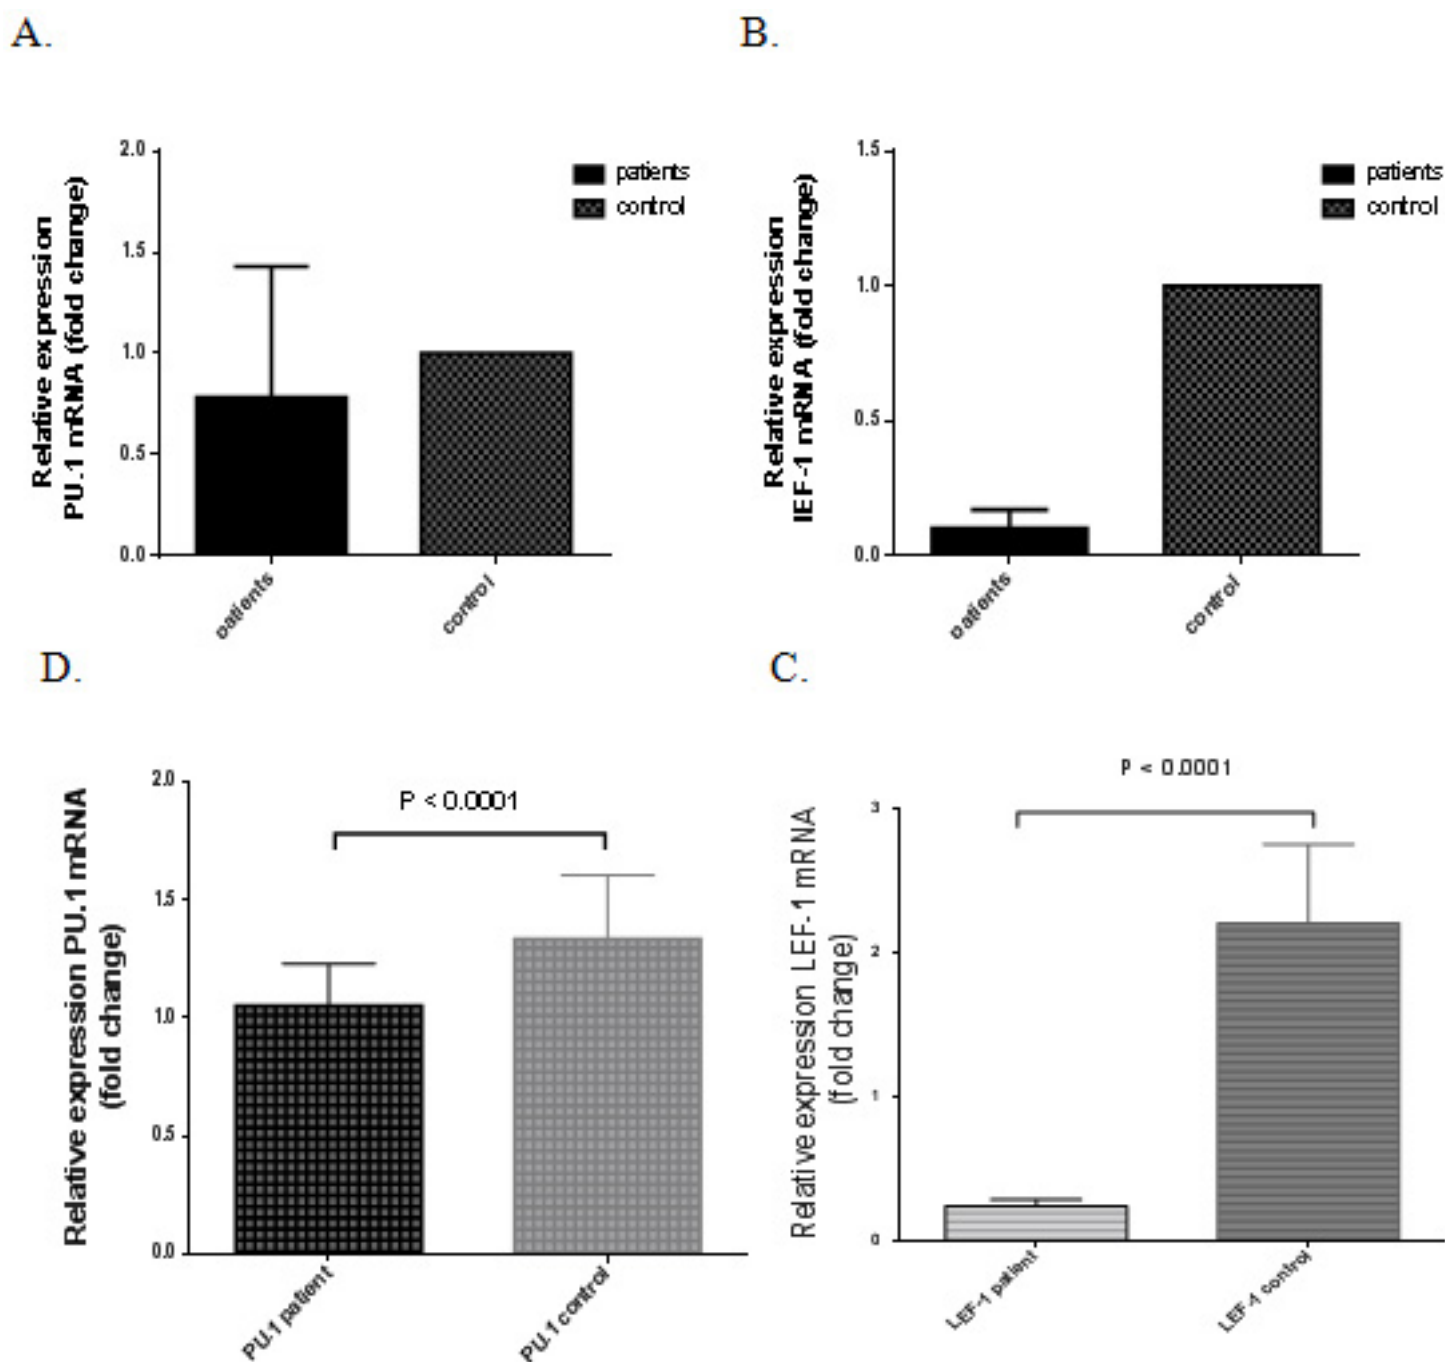 A.
Relative expression
PU.1 mRNA (fold change)
2.0
1.5
1.0
0.5
0.0
patients
control
patients
control
B.
Relative expression
lEF-1 mRNA (fold change)
1.5
1.0
0.5
0.0
patients
control
patients
control
D.
Relative expression PU.1 mRNA
(fold change)
2.0
1.5
1.0
0.5
0.0
P < 0.0001
PU.1 patient
PU.1 control
C.
Relative expression LEF-1 mRNA
(fold change)
3
2
1
0
P < 0.0001
LEF-1 patient
LEF-1 control